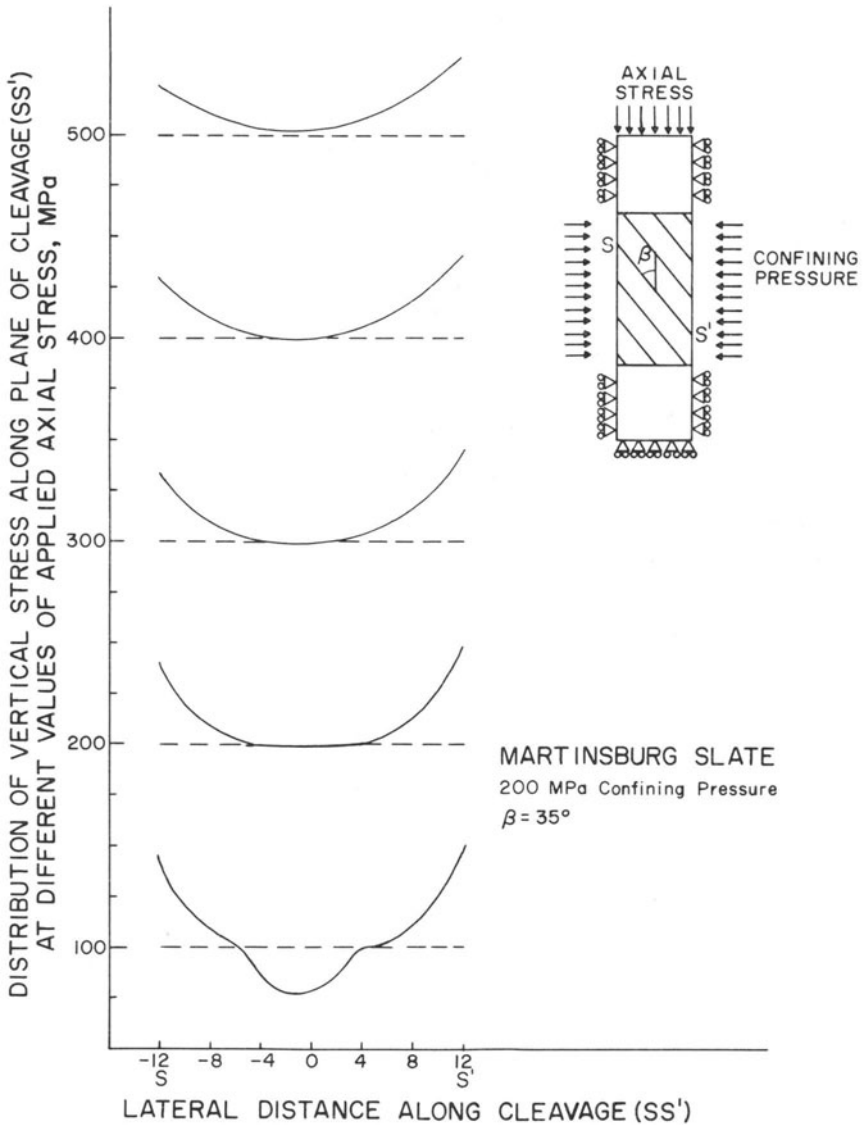 DISTRIBUTION OF VERTICAL STRESS ALONG PLANE OF CLEAVAGE(SS')
AT DIFFERENT VALUES OF APPLIED AXIAL STRESS, MPa
500
400
300
200
100
-12
-8
-4
0
4
8
12
S
S'
LATERAL DISTANCE ALONG CLEAVAGE (SS')
AXIAL
STRESS
S
β
S'
CONFINING
PRESSURE
MARTINSBURG SLATE
200 MPa Confining Pressure
β = 35°